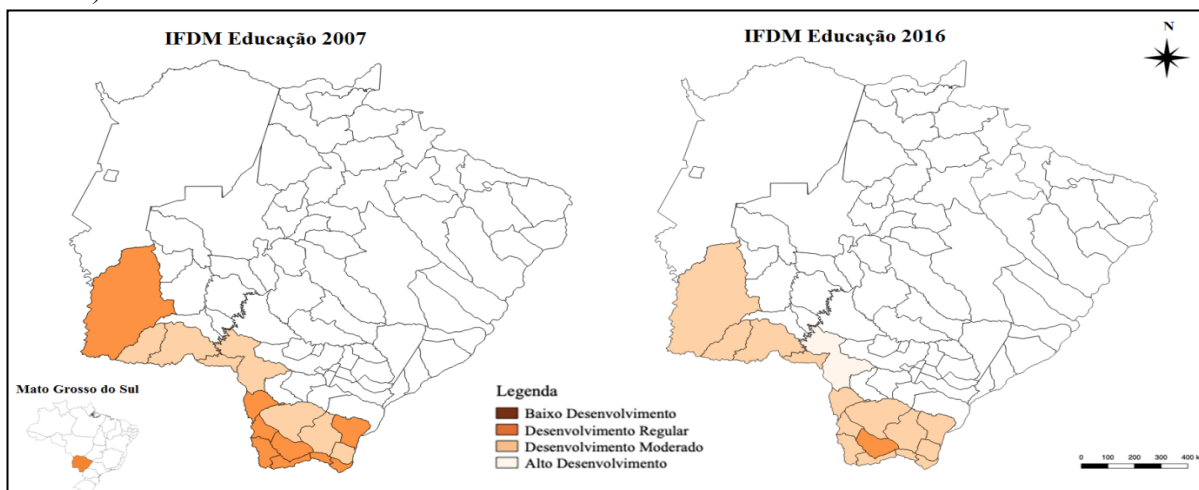 )
IFDM Educação 2007
IFDM Educação 2016
N
Mato Grosso do Sul
Legenda
Baixo Desenvolvimento
Desenvolvimento Regular
Desenvolvimento Moderado
Alto Desenvolvimento
0 100 200 300 400 k